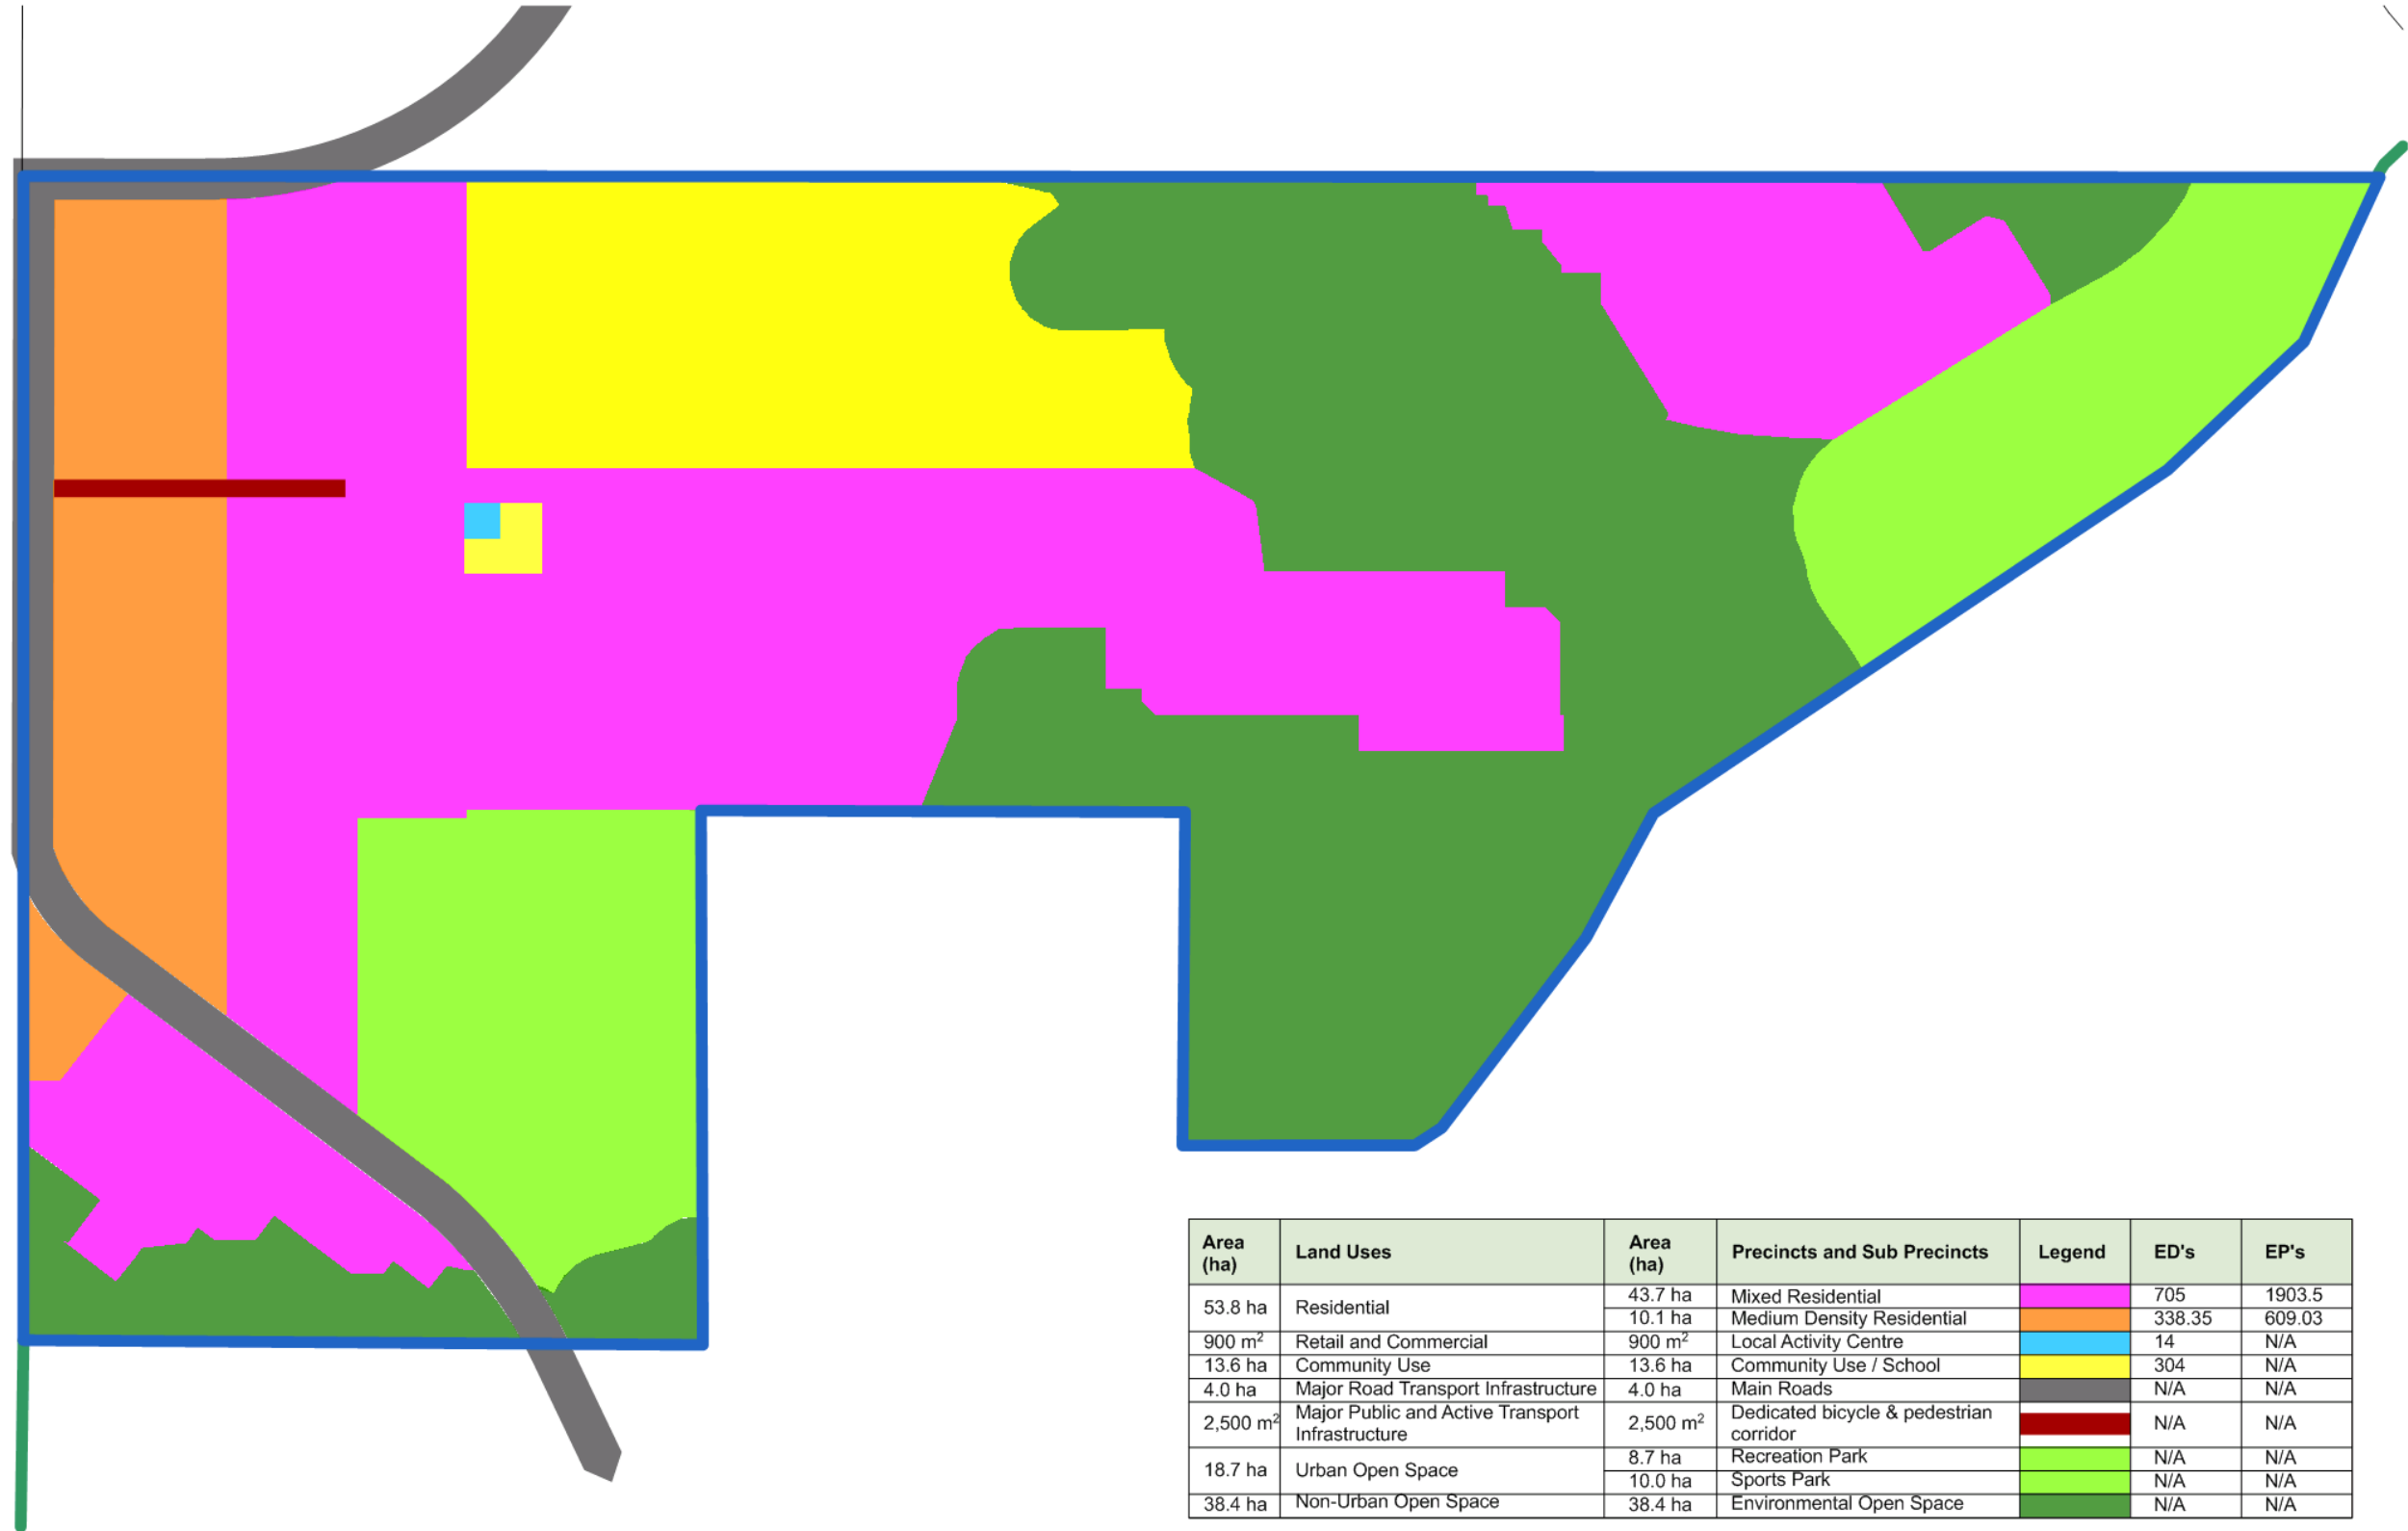 Area (ha) Land Uses Area (ha) Precincts and Sub Precincts Legend ED's EP's
53.8 ha Residential 43.7 ha Mixed Residential 705 1903.5
10.1 ha Medium Density Residential 338.35 609.03
900 m² Retail and Commercial 900 m² Local Activity Centre 14 N/A
13.6 ha Community Use 13.6 ha Community Use / School 304 N/A
4.0 ha Major Road Transport Infrastructure 4.0 ha Main Roads N/A N/A
2,500 m² Major Public and Active Transport Infrastructure 2,500 m² Dedicated bicycle & pedestrian corridor N/A N/A
18.7 ha Urban Open Space 8.7 ha Recreation Park N/A N/A
10.0 ha Sports Park N/A N/A
38.4 ha Non-Urban Open Space 38.4 ha Environmental Open Space N/A N/A